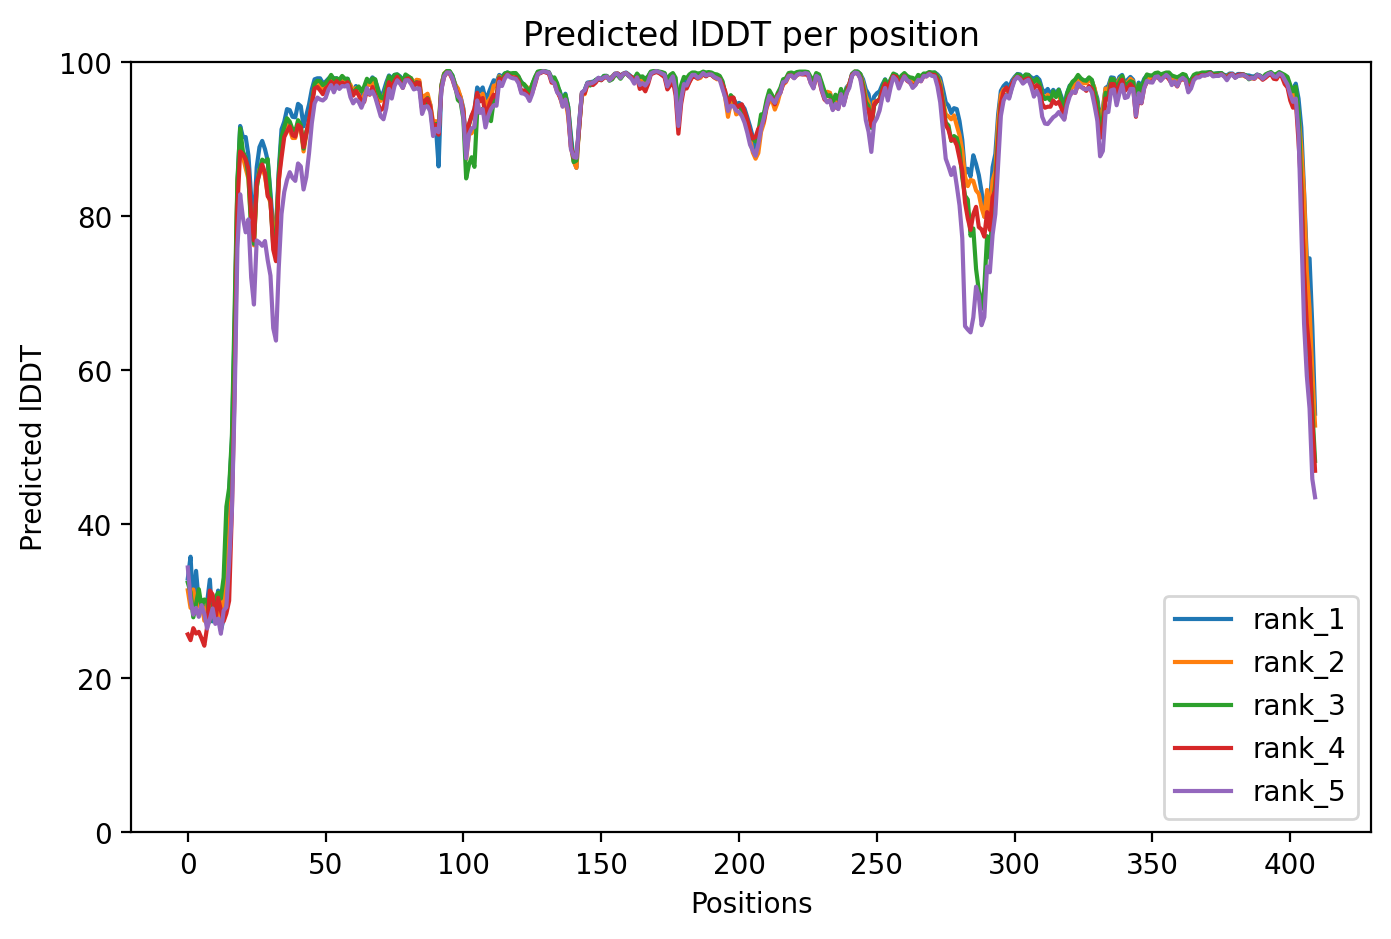 Predicted lDDT per position
100
80
60
40
20
0
Predicted lDDT
0 50 100 150 200 250 300 350 400
Positions
rank_1
rank_2
rank_3
rank_4
rank_5